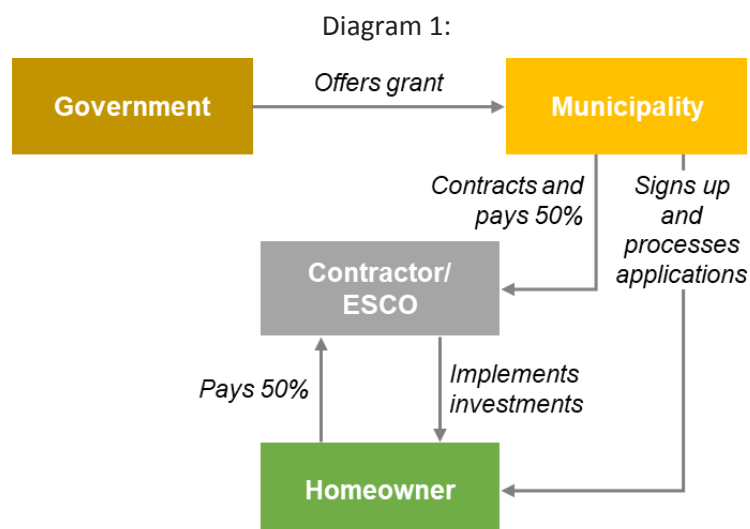 Diagram 1:
Government
Offers grant
Municipality
Contracts and
pays 50%
Signs up
and
processes
applications
Contractor/
ESCO
Pays 50%
Implements
investments
Homeowner